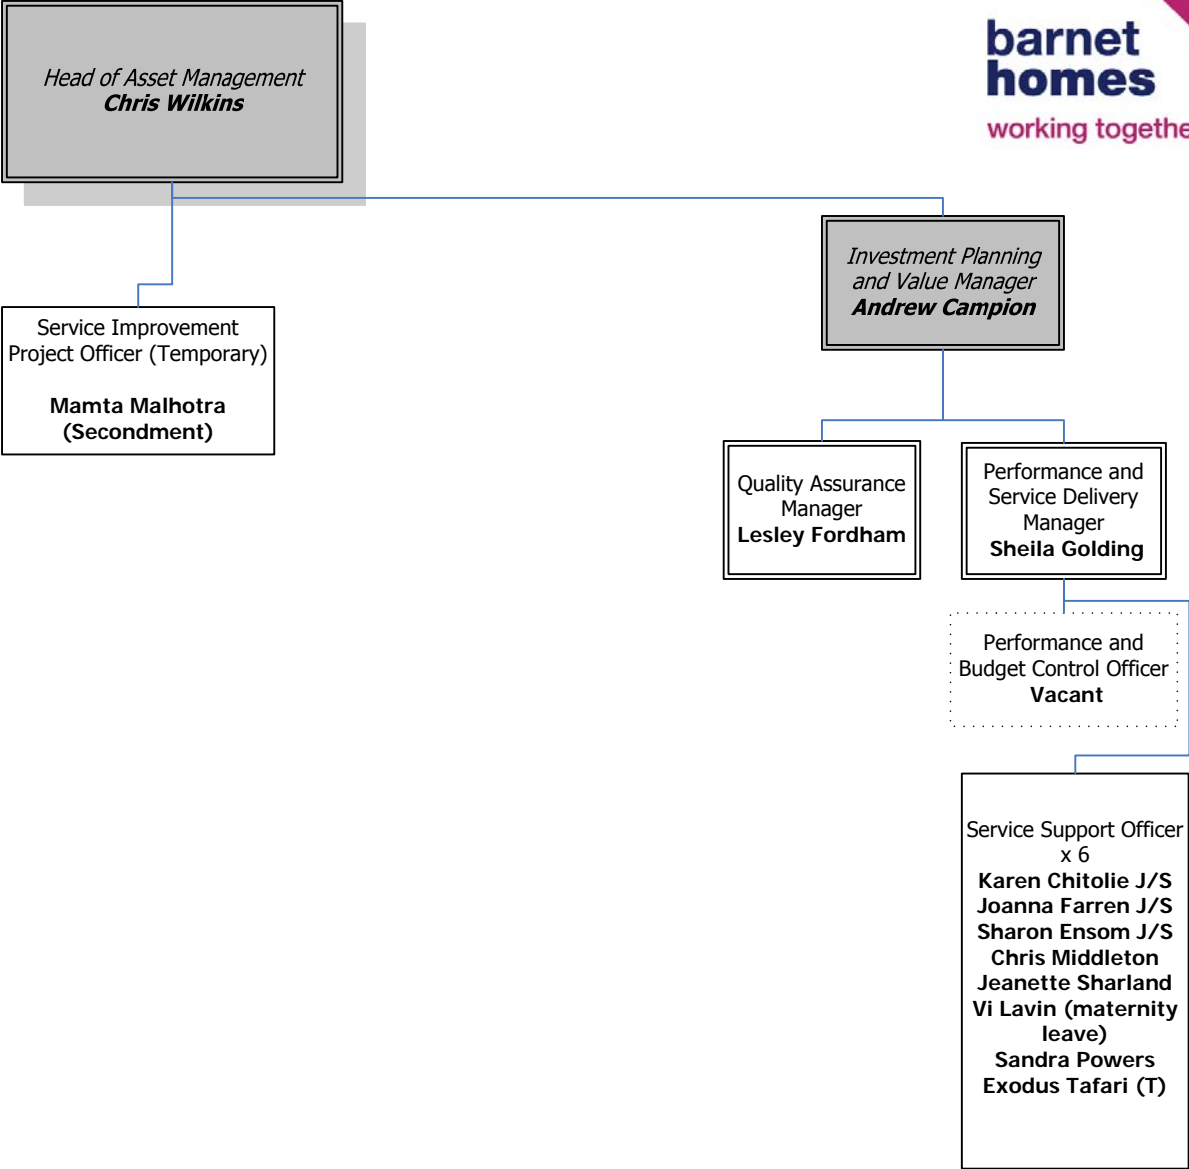 Head of Asset Management
Chris Wilkins
barnet
homes
working togethe
Investment Planning
and Value Manager
Andrew Campion
Service Improvement
Project Officer (Temporary)
Mamta Malhotra
(Secondment)
Quality Assurance
Manager
Lesley Fordham
Performance and
Service Delivery
Manager
Sheila Golding
Performance and
Budget Control Officer
Vacant
Service Support Officer
x 6
Karen Chitolie J/S
Joanna Farren J/S
Sharon Ensom J/S
Chris Middleton
Jeanette Sharland
Vi Lavin (maternity
leave)
Sandra Powers
Exodus Tafari (T)